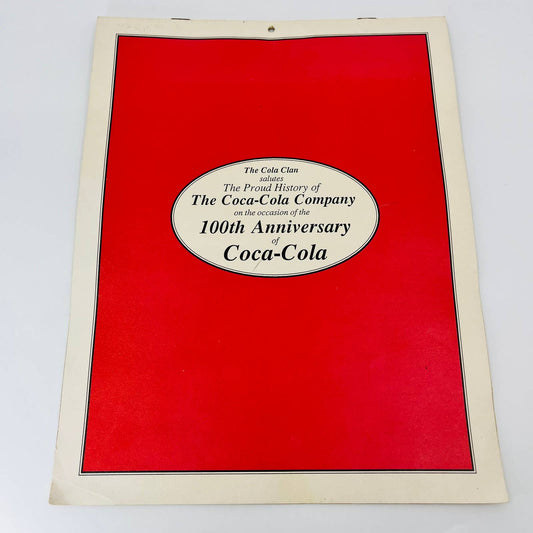 The Cola Clan
salutes
The Proud History of
The Coca-Cola Company
on the occasion of the
100th Anniversary
of
Coca-Cola